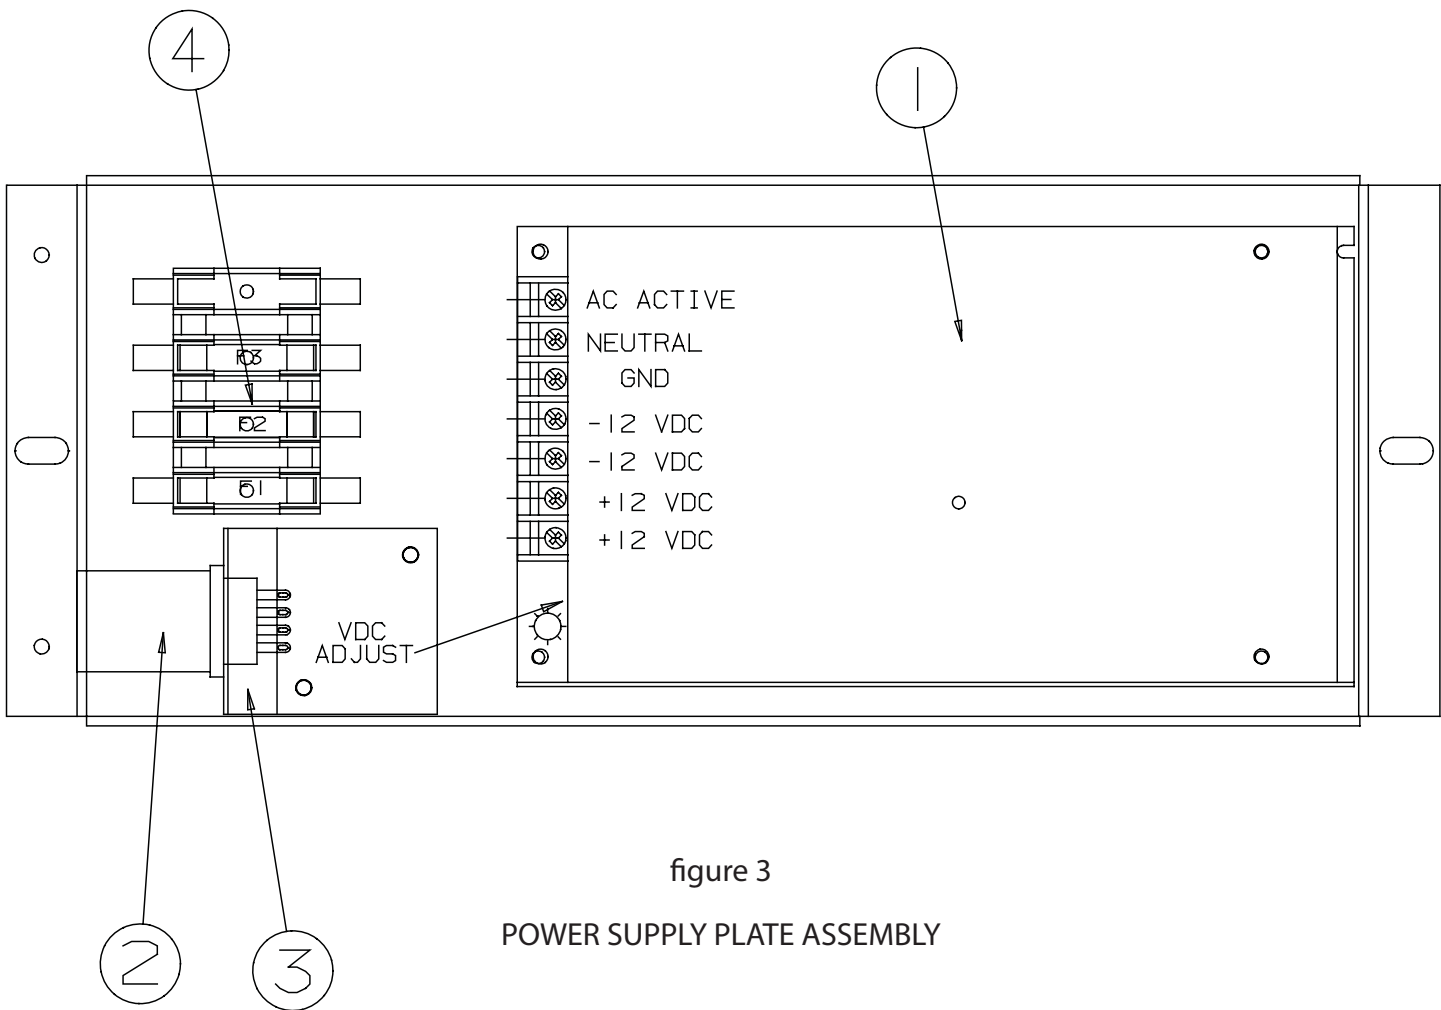 4
1
AC ACTIVE
NEUTRAL
GND
-12 VDC
-12 VDC
+12 VDC
+12 VDC
F3
F2
F1
VDC
ADJUST
2
3
figure 3
POWER SUPPLY PLATE ASSEMBLY